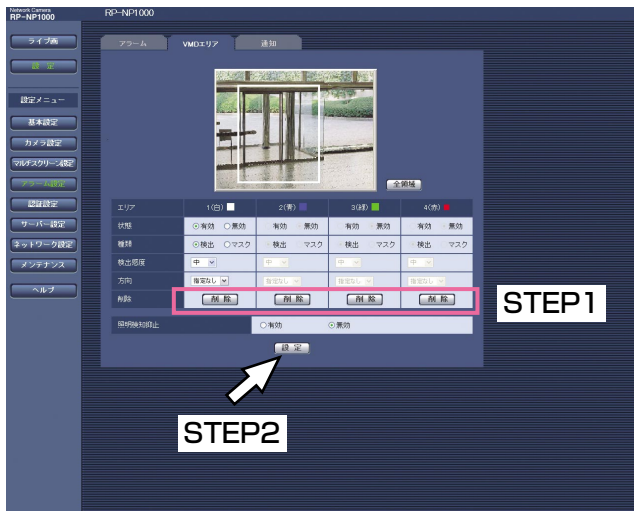 Network Camera
RP-NP1000 RP-NP1000
ライブ画
設 定
設定メニュー
基本設定
カメラ設定
マルチスクリーン設定
アラーム設定
認証設定
サーバー設定
ネットワーク設定
メンテナンス
ヘルプ
アラーム VMDエリア 通知
全領域
エリア 1(白) 2(青) 3(緑) 4(赤)
状態 有効 無効 有効 無効 有効 無効 有効 無効
種類 検出 マスク 検出 マスク 検出 マスク 検出 マスク
検出感度 中 中 中 中
方向 指定なし 指定なし 指定なし 指定なし
削除 削 除 削 除 削 除 削 除
STEP1
照明検知抑止 有効 無効
設 定
STEP2